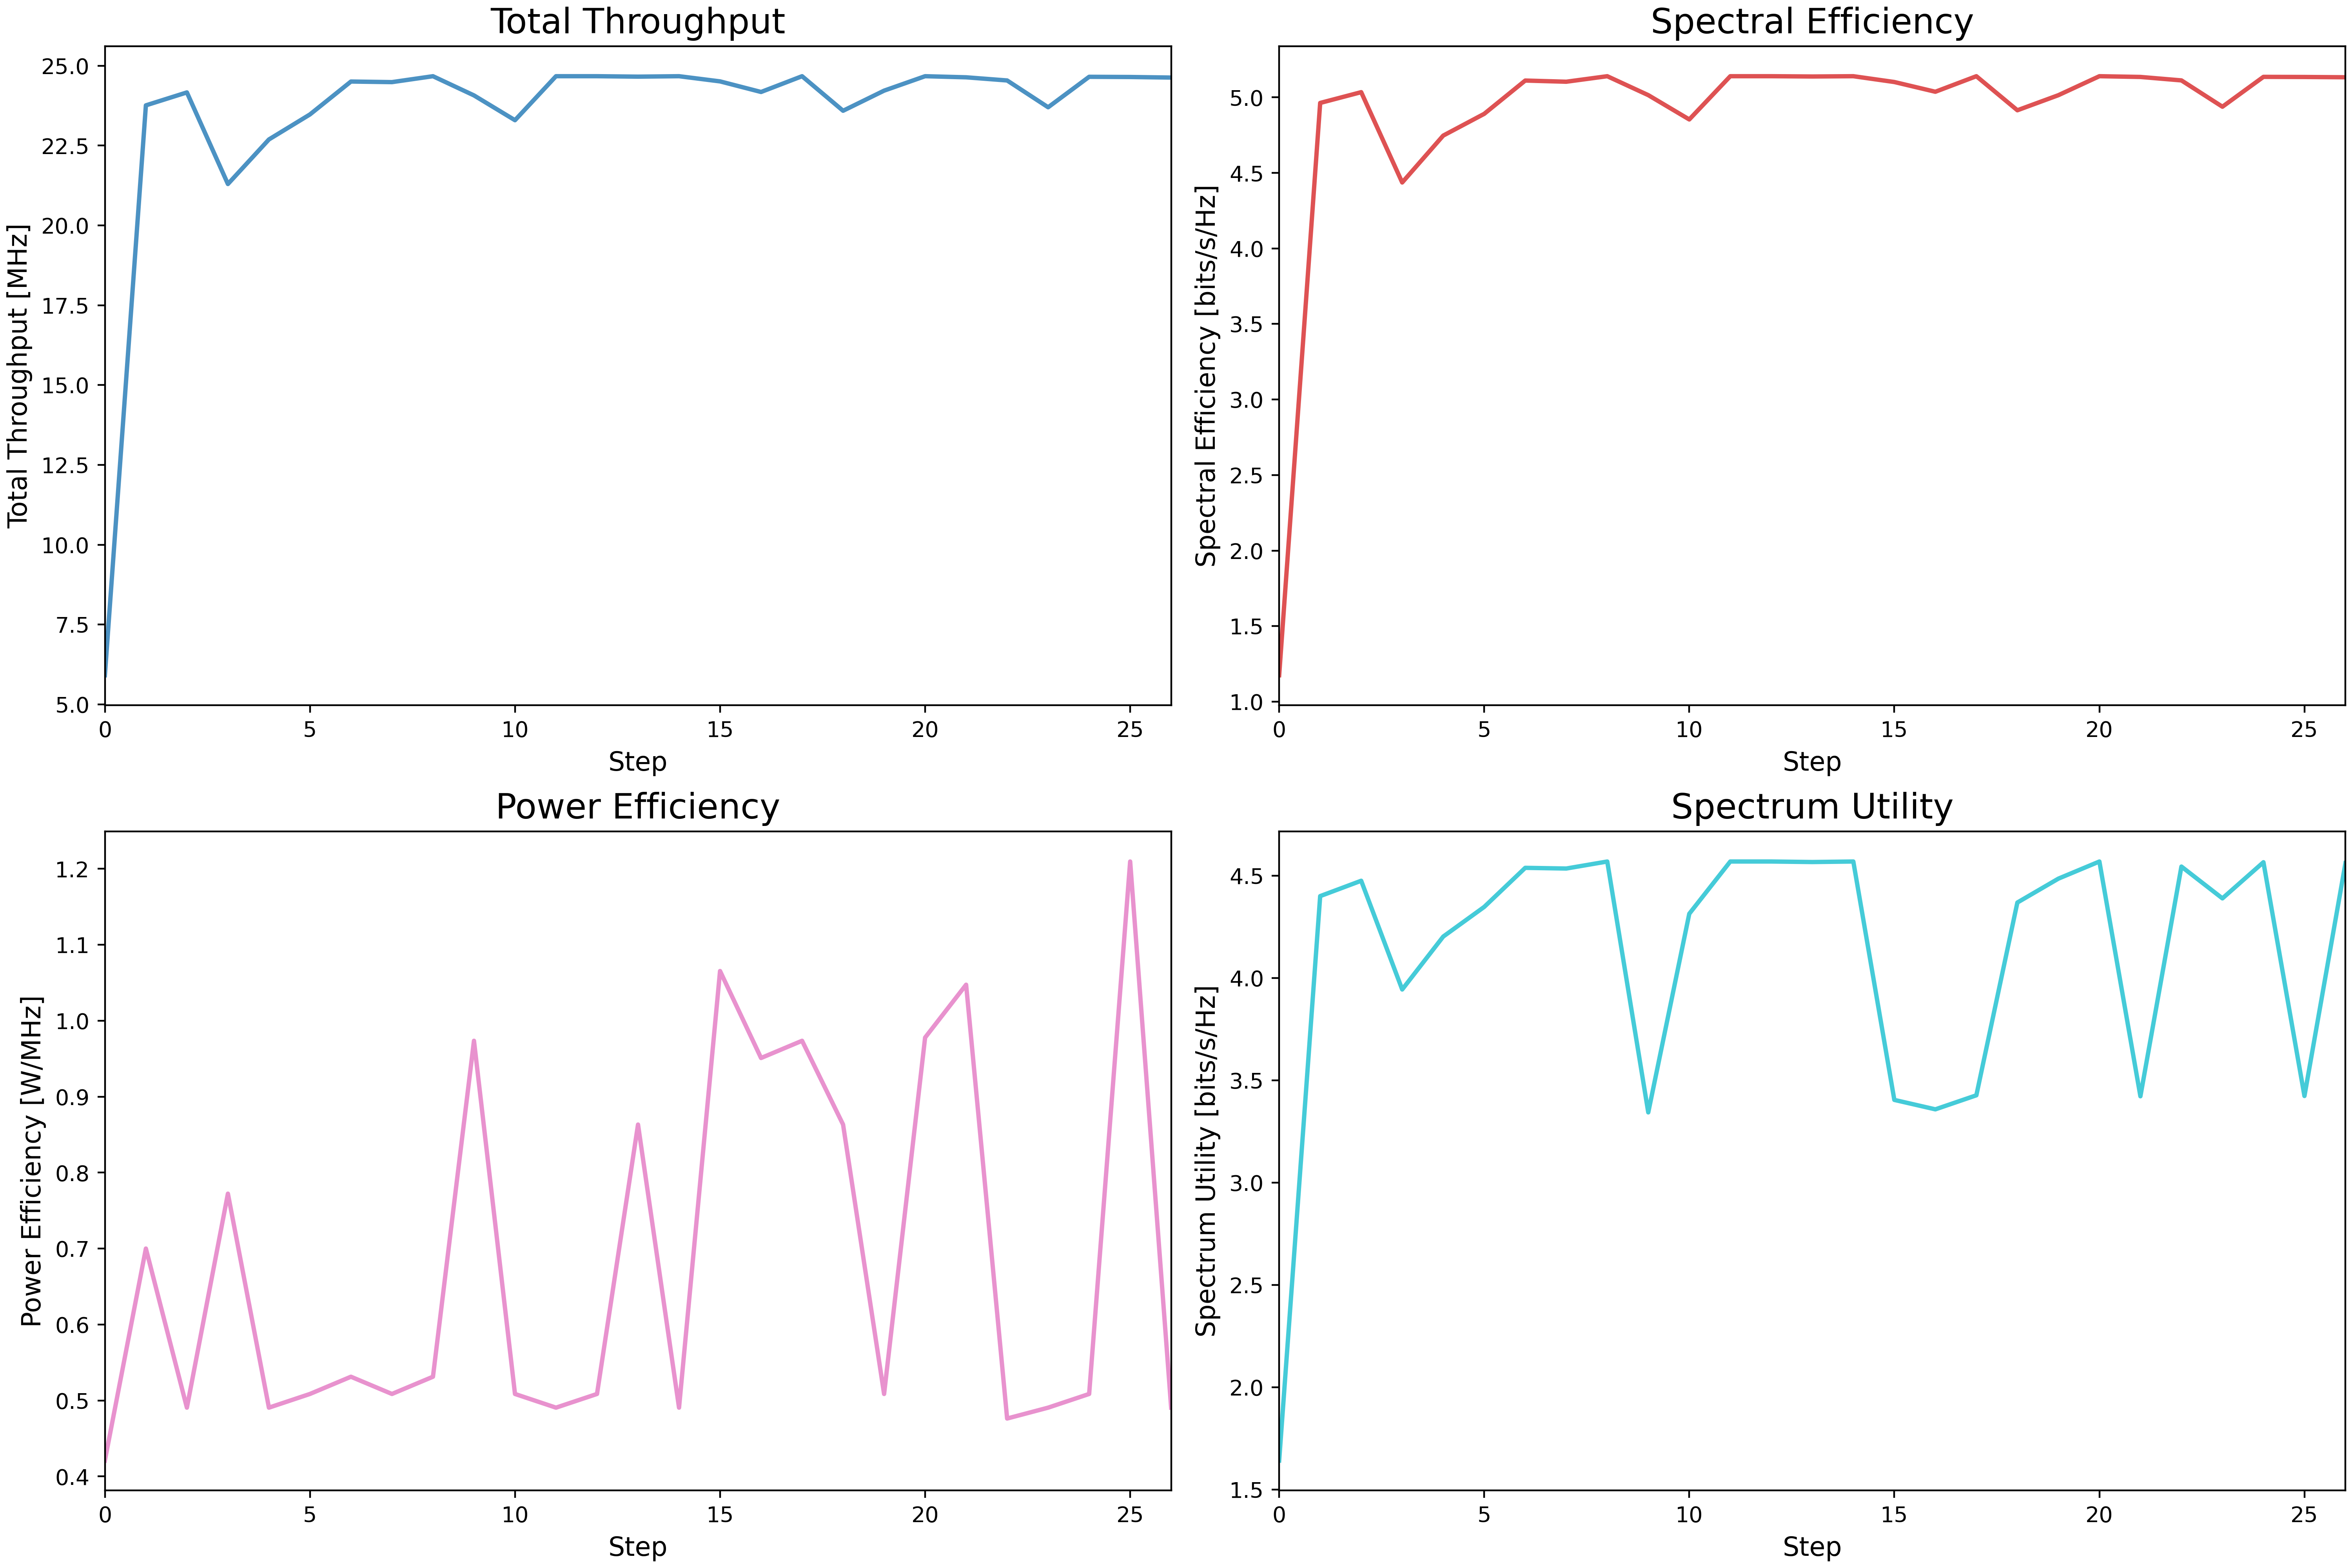 Total Throughput
Total Throughput [MHz]
25.0
22.5
20.0
17.5
15.0
12.5
10.0
7.5
5.0
0 5 10 15 20 25
Step
Spectral Efficiency
Spectral Efficiency [bits/s/Hz]
5.0
4.5
4.0
3.5
3.0
2.5
2.0
1.5
1.0
0 5 10 15 20 25
Step
Power Efficiency
Power Efficiency [W/MHz]
1.2
1.1
1.0
0.9
0.8
0.7
0.6
0.5
0.4
0 5 10 15 20 25
Step
Spectrum Utility
Spectrum Utility [bits/s/Hz]
4.5
4.0
3.5
3.0
2.5
2.0
1.5
0 5 10 15 20 25
Step